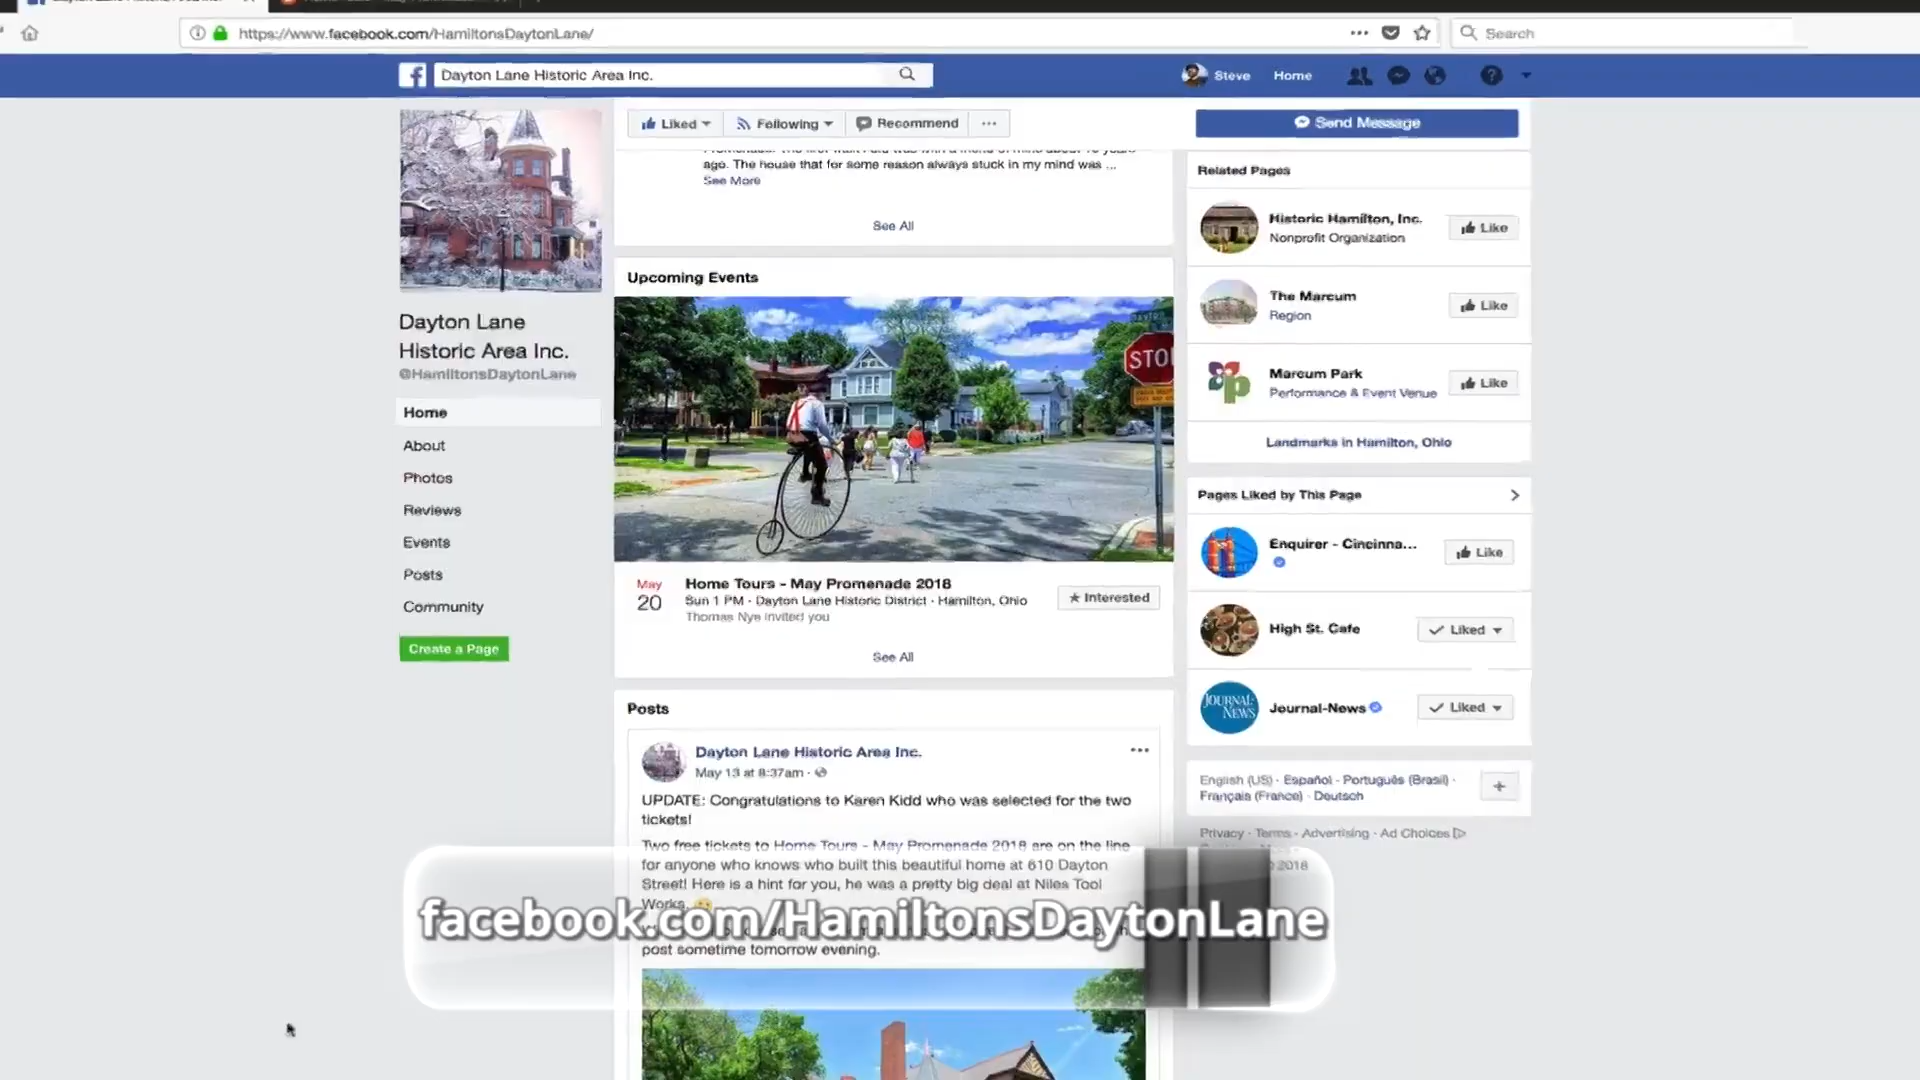 https://www.facebook.com/HamiltonsDaytonLane/
Search
Dayton Lane Historic Area Inc.
Steve
Home
Liked
Following
Recommend
Send Message
ago. The house that for some reason always stuck in my mind was ...
See More
See All
Dayton Lane
Historic Area Inc.
@HamiltonsDaytonLane
Home
About
Photos
Reviews
Events
Posts
Community
Create a Page
Upcoming Events
DAYTON
STO
May
20
Home Tours - May Promenade 2018
Sun 1 PM · Dayton Lane Historic District · Hamilton, Ohio
Thomas Nye invited you
Interested
See All
Posts
Dayton Lane Historic Area Inc.
May 13 at 8:37am ·
UPDATE: Congratulations to Karen Kidd who was selected for the two
tickets!
Two free tickets to Home Tours - May Promenade 2018 are on the line
for anyone who knows who built this beautiful home at 610 Dayton
Street! Here is a hint for you, he was a pretty big deal at Niles Tool
Works.
post sometime tomorrow evening.
facebook.com/HamiltonsDaytonLane
Related Pages
Historic Hamilton, Inc.
Nonprofit Organization
Like
The Marcum
Region
Like
Marcum Park
Performance & Event Venue
Like
Landmarks in Hamilton, Ohio
Pages Liked by This Page
Enquirer - Cincinna...
Like
High St. Cafe
Liked
JOURNAL-
NEWS
Journal-News
Liked
English (US) · Español · Português (Brasil) ·
Français (France) · Deutsch
Privacy · Terms · Advertising · Ad Choices
2018